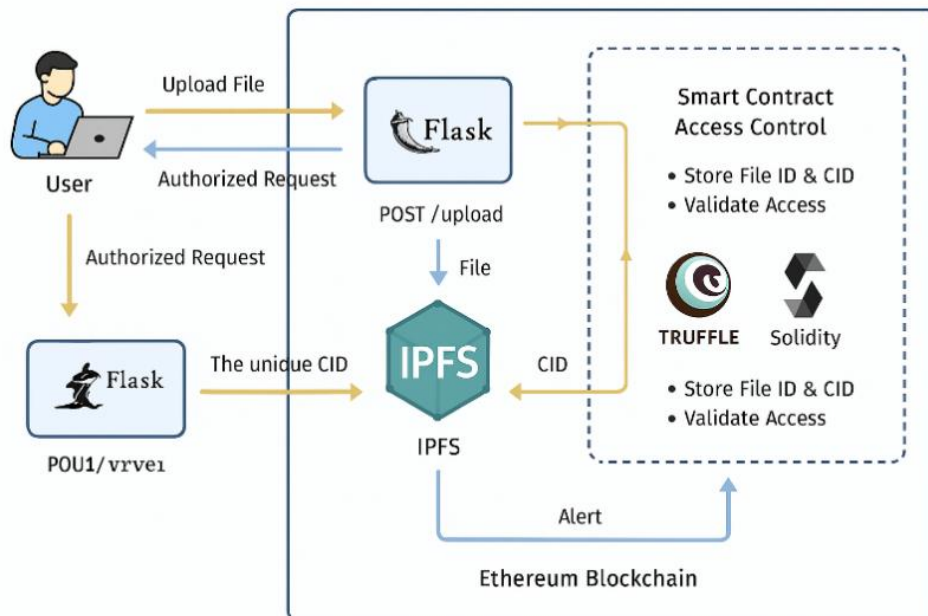 Upload File
Flask
Smart Contract
Access Control
User
Authorized Request
POST /upload
• Store File ID & CID
• Validate Access
Authorized Request
File
TRUFFLE
Solidity
Flask
The unique CID
IPFS
CID
• Store File ID & CID
• Validate Access
POU1/vrveı
IPFS
Alert
Ethereum Blockchain